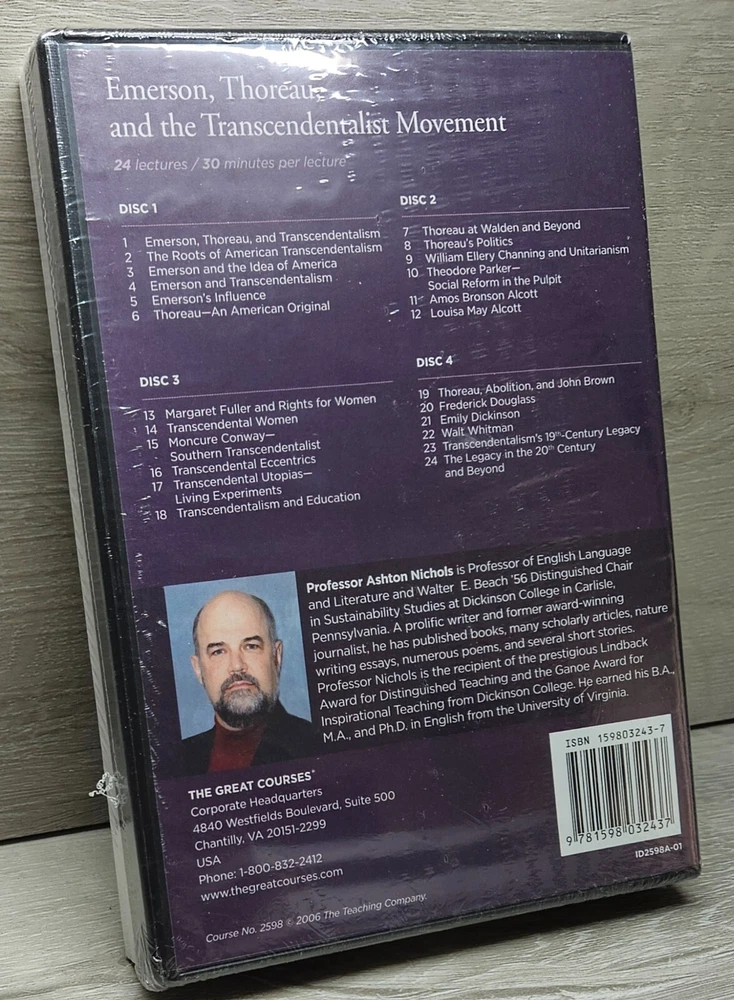 Emerson, Thoreau,
and the Transcendentalist Movement
24 lectures / 30 minutes per lecture
DISC 1
1 Emerson, Thoreau, and Transcendentalism
2 The Roots of American Transcendentalism
3 Emerson and the Idea of America
4 Emerson and Transcendentalism
5 Emerson's Influence
6 Thoreau—An American Original
DISC 2
7 Thoreau at Walden and Beyond
8 Thoreau's Politics
9 William Ellery Channing and Unitarianism
10 Theodore Parker—
Social Reform in the Pulpit
11 Amos Bronson Alcott
12 Louisa May Alcott
DISC 3
13 Margaret Fuller and Rights for Women
14 Transcendental Women
15 Moncure Conway—
Southern Transcendentalist
16 Transcendental Eccentrics
17 Transcendental Utopias—
Living Experiments
18 Transcendentalism and Education
DISC 4
19 Thoreau, Abolition, and John Brown
20 Frederick Douglass
21 Emily Dickinson
22 Walt Whitman
23 Transcendentalism's 19th-Century Legacy
24 The Legacy in the 20th Century
and Beyond
Professor Ashton Nichols is Professor of English Language
and Literature and Walter E. Beach '56 Distinguished Chair
in Sustainability Studies at Dickinson College in Carlisle,
Pennsylvania. A prolific writer and former award-winning
journalist, he has published books, many scholarly articles, nature
writing essays, numerous poems, and several short stories.
Professor Nichols is the recipient of the prestigious Lindback
Award for Distinguished Teaching and the Ganoe Award for
Inspirational Teaching from Dickinson College. He earned his B.A.,
M.A., and Ph.D. in English from the University of Virginia.
THE GREAT COURSES®
Corporate Headquarters
4840 Westfields Boulevard, Suite 500
Chantilly, VA 20151-2299
USA
Phone: 1-800-832-2412
www.thegreatcourses.com
Course No. 2598 © 2006 The Teaching Company.
ISBN 159803243-7
9 781598 032437
ID2598A-01